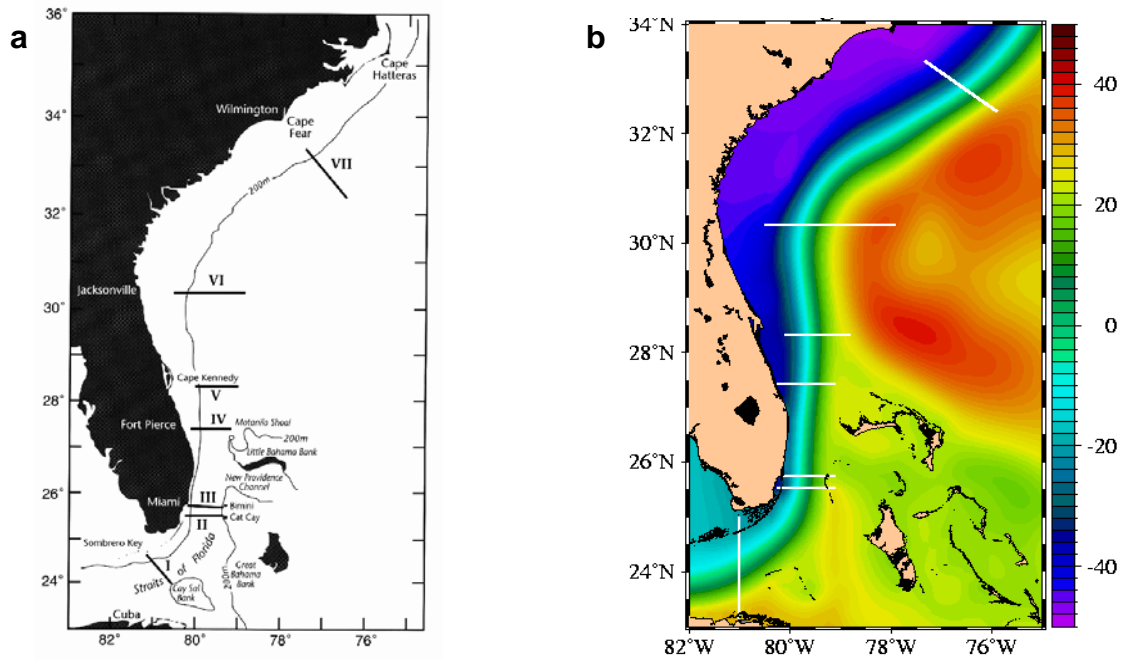 a
36°
34°
32°
30°
28°
26°
24°
82°
80°
78°
76°
Cape
Hatteras
Wilmington
Cape
Fear
VII
200m
VI
Jacksonville
Cape Kennedy
V
Fort Pierce
IV
Matanila Shoal
200m
Little Bahama Bank
New Providence
Channel
Miami
III
Bimini
Cat Cay
II
Sombrero Key
I
Straits of Florida
Great
Bahama
Bank
200m
Cay Sal
Bank
Cuba
b
34°N
32°N
30°N
28°N
26°N
24°N
82°W
80°W
78°W
76°W
40
20
0
-20
-40